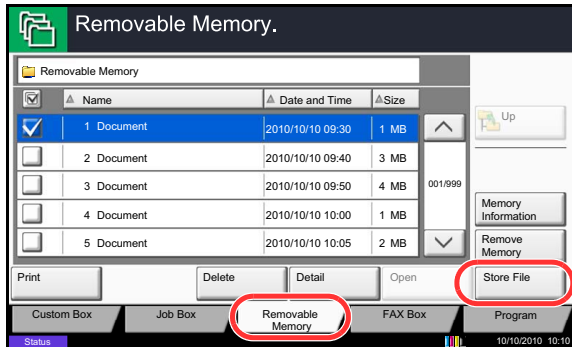 Removable Memory.
Removable Memory
Name Date and Time Size
1 Document 2010/10/10 09:30 1 MB
2 Document 2010/10/10 09:40 3 MB
3 Document 2010/10/10 09:50 4 MB
4 Document 2010/10/10 10:00 1 MB
5 Document 2010/10/10 10:05 2 MB
001/999
Up
Memory
Information
Remove
Memory
Print Delete Detail Open Store File
Custom Box Job Box Removable
Memory FAX Box Program
Status 10/10/2010 10:10